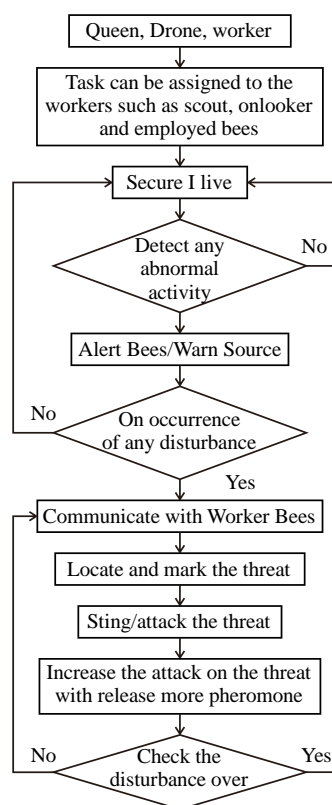 Queen, Drone, worker
Task can be assigned to the
workers such as scout, onlooker
and employed bees
Secure I live
Detect any
abnormal
activity
No
Alert Bees/Warn Source
No
On occurrence
of any disturbance
Yes
Communicate with Worker Bees
Locate and mark the threat
Sting/attack the threat
Increase the attack on the threat
with release more pheromone
No
Check the
disturbance over
Yes